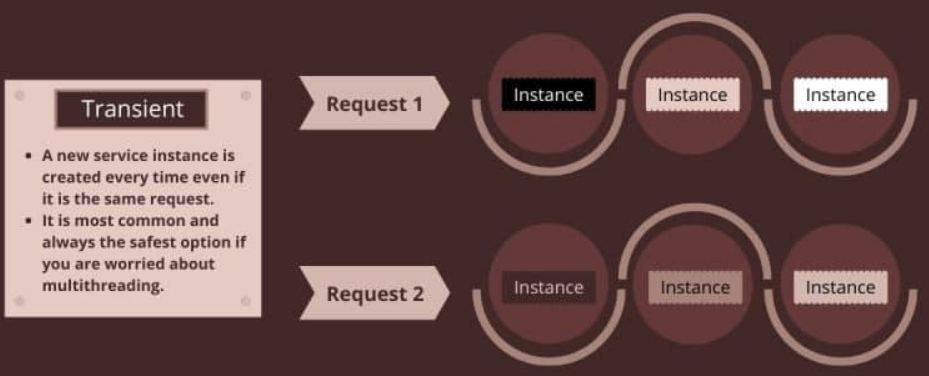 Transient
• A new service instance is
created every time even if
it is the same request.
• It is most common and
always the safest option if
you are worried about
multithreading.
Request 1
Instance
Instance
Instance
Request 2
Instance
Instance
Instance